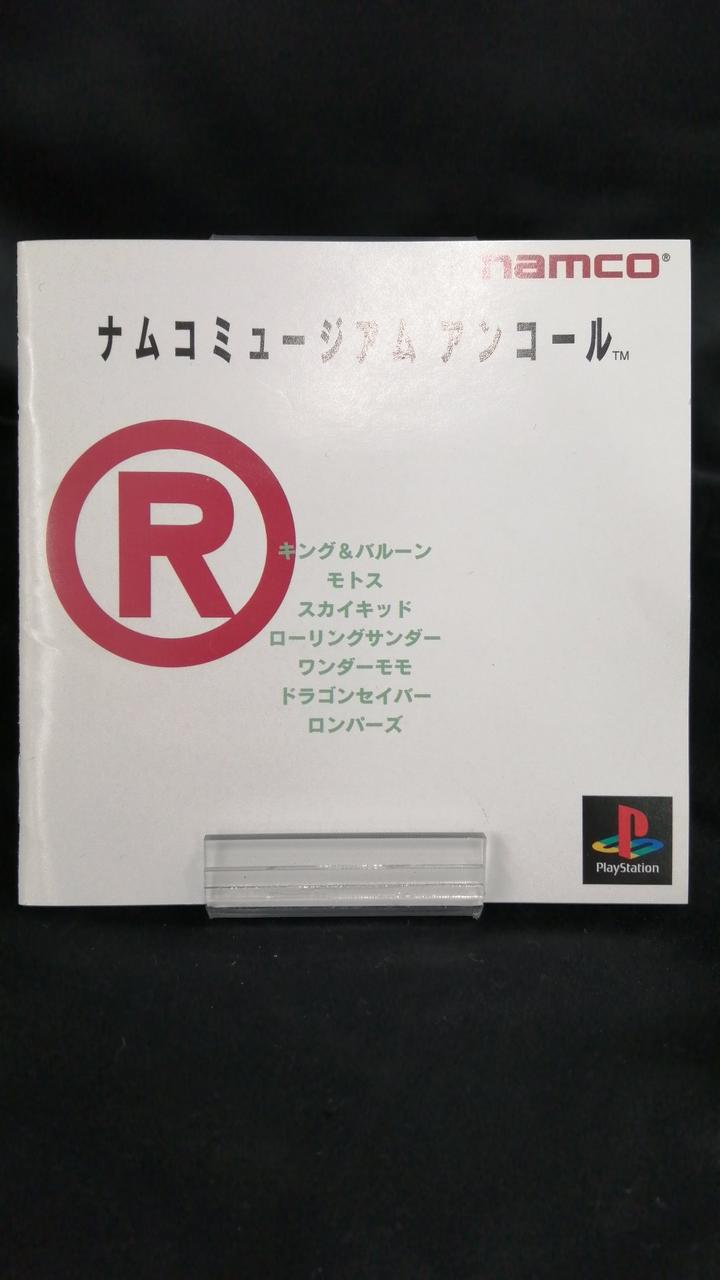 namco®
ナムコミュージアム アンコール™
®
キング＆バルーン
モトス
スカイキッド
ローリングサンダー
ワンダーモモ
ドラゴンセイバー
ロンパーズ
PlayStation